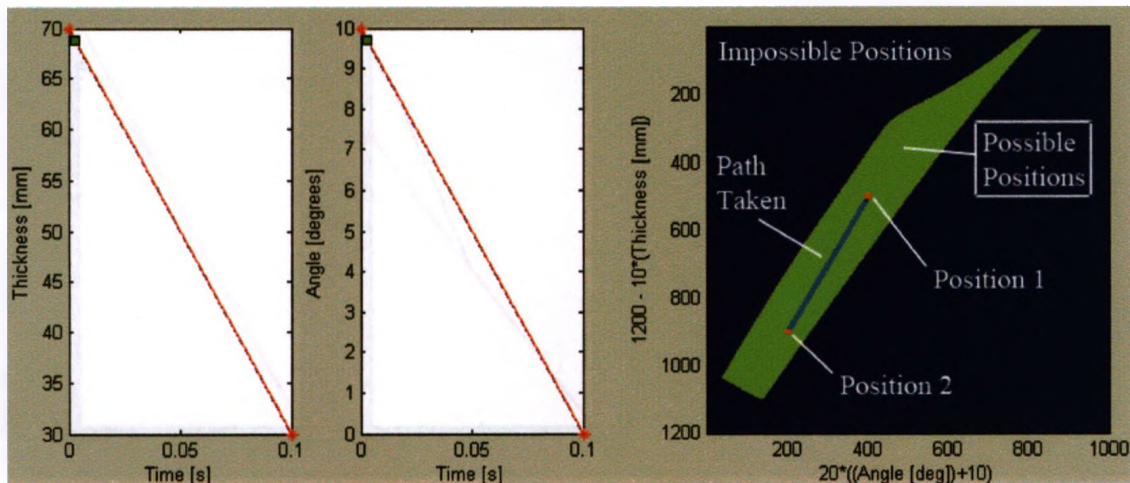 70
65
60
55
50
45
40
35
30
Thickness [mm]
0
0.05
0.1
Time [s]
10
9
8
7
6
5
4
3
2
1
0
Angle [degrees]
0
0.05
0.1
Time [s]
Impossible Positions
Possible
Positions
Path
Taken
Position 1
Position 2
200
400
600
800
1000
1200
1200 - 10*(Thickness [mm])
200
400
600
800
1000
20*((Angle [deg])+10)